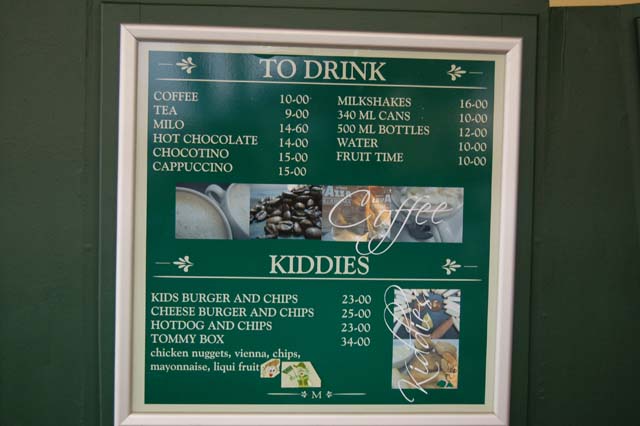 TO DRINK
COFFEE 10-00
TEA 9-00
MILO 14-60
HOT CHOCOLATE 14-00
CHOCOTINO 15-00
CAPPUCCINO 15-00
MILKSHAKES 16-00
340 ML CANS 10-00
500 ML BOTTLES 12-00
WATER 10-00
FRUIT TIME 10-00
Coffee
KIDDIES
KIDS BURGER AND CHIPS 23-00
CHEESE BURGER AND CHIPS 25-00
HOTDOG AND CHIPS 23-00
TOMMY BOX 34-00
chicken nuggets, vienna, chips,
mayonnaise, liqui fruit
Kiddies
M